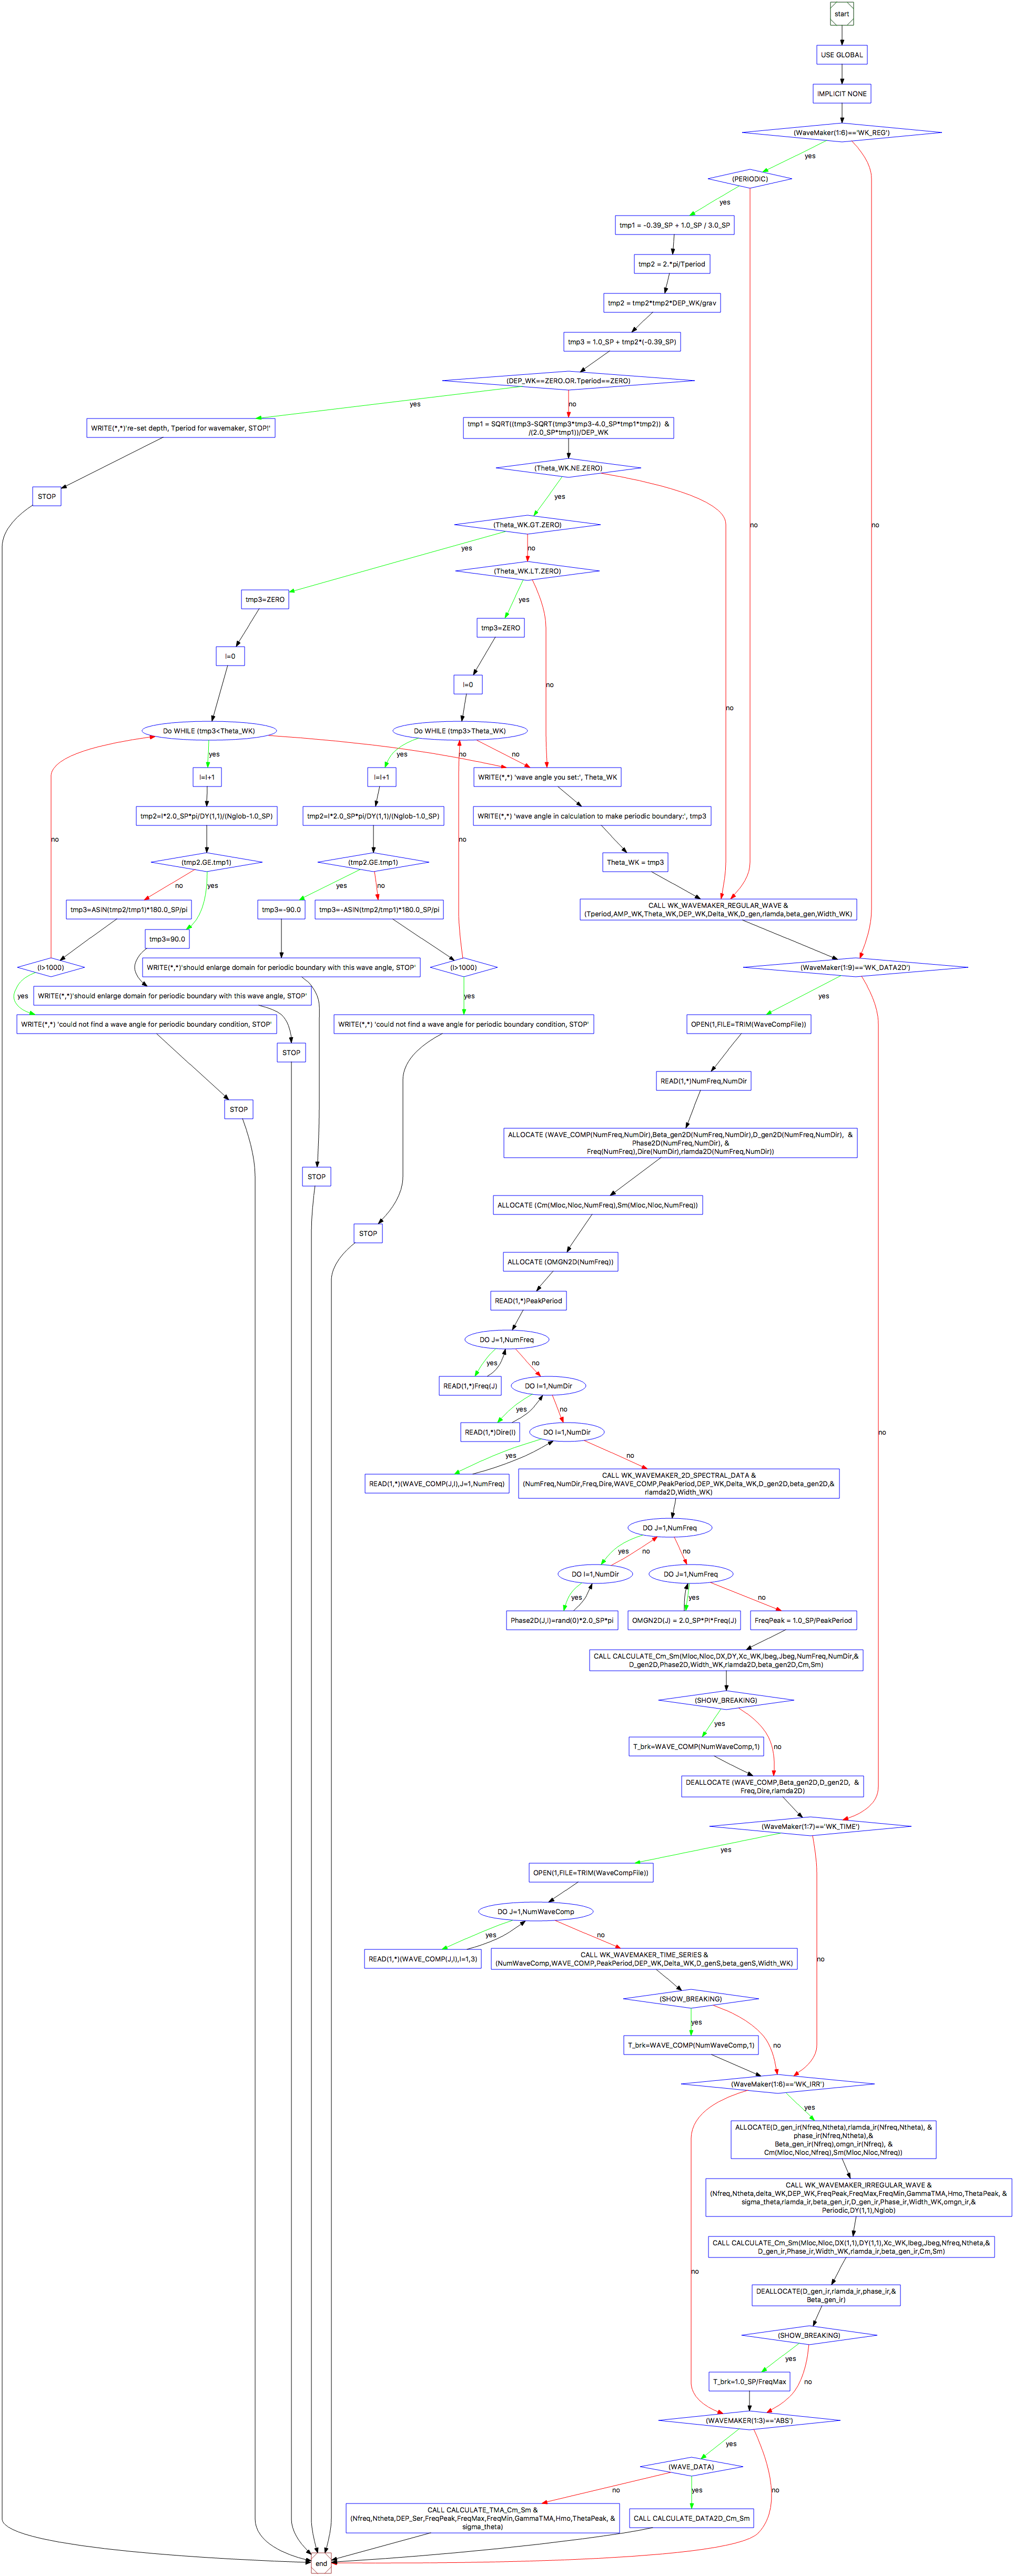 start
USE GLOBAL
IMPLICIT NONE
(WaveMaker(1:6)=='WK_REG')
yes
(PERIODIC)
yes
tmp1 = -0.39_SP + 1.0_SP / 3.0_SP
tmp2 = 2.*pi/Tperiod
tmp2 = tmp2*tmp2*DEP_WK/grav
tmp3 = 1.0_SP + tmp2*(-0.39_SP)
(DEP_WK==ZERO.OR.Tperiod==ZERO)
yes
no
WRITE(*,*)'re-set depth, Tperiod for wavemaker, STOP!'
tmp1 = SQRT((tmp3-SQRT(tmp3*tmp3-4.0_SP*tmp1*tmp2)) &
/(2.0_SP*tmp1))/DEP_WK
(Theta_WK.NE.ZERO)
STOP
yes
(Theta_WK.GT.ZERO)
no
no
yes
no
(Theta_WK.LT.ZERO)
tmp3=ZERO
yes
tmp3=ZERO
I=0
I=0
no
no
Do WHILE (tmp3<Theta_WK)
Do WHILE (tmp3>Theta_WK)
yes
yes
no
no
I=I+1
I=I+1
WRITE(*,*) 'wave angle you set:', Theta_WK
tmp2=I*2.0_SP*pi/DY(1,1)/(Nglob-1.0_SP)
tmp2=I*2.0_SP*pi/DY(1,1)/(Nglob-1.0_SP)
WRITE(*,*) 'wave angle in calculation to make periodic boundary:', tmp3
no
(tmp2.GE.tmp1)
(tmp2.GE.tmp1)
Theta_WK = tmp3
no
yes
yes
no
tmp3=ASIN(tmp2/tmp1)*180.0_SP/pi
tmp3=-90.0
tmp3=-ASIN(tmp2/tmp1)*180.0_SP/pi
CALL WK_WAVEMAKER_REGULAR_WAVE &
(Tperiod,AMP_WK,Theta_WK,DEP_WK,Delta_WK,D_gen,rlamda,beta_gen,Width_WK)
tmp3=90.0
(I>1000)
WRITE(*,*)'should enlarge domain for periodic boundary with this wave angle, STOP'
(I>1000)
(WaveMaker(1:9)=='WK_DATA2D')
yes
WRITE(*,*)'should enlarge domain for periodic boundary with this wave angle, STOP'
yes
yes
WRITE(*,*) 'could not find a wave angle for periodic boundary condition, STOP'
WRITE(*,*) 'could not find a wave angle for periodic boundary condition, STOP'
OPEN(1,FILE=TRIM(WaveCompFile))
STOP
READ(1,*)NumFreq,NumDir
STOP
ALLOCATE (WAVE_COMP(NumFreq,NumDir),Beta_gen2D(NumFreq,NumDir),D_gen2D(NumFreq,NumDir), &
Phase2D(NumFreq,NumDir), &
Freq(NumFreq),Dire(NumDir),rlamda2D(NumFreq,NumDir))
STOP
ALLOCATE (Cm(Mloc,Nloc,NumFreq),Sm(Mloc,Nloc,NumFreq))
STOP
ALLOCATE (OMGN2D(NumFreq))
READ(1,*)PeakPeriod
DO J=1,NumFreq
yes
no
READ(1,*)Freq(J)
DO I=1,NumDir
yes
no
READ(1,*)Dire(I)
DO I=1,NumDir
no
yes
no
READ(1,*)(WAVE_COMP(J,I),J=1,NumFreq)
CALL WK_WAVEMAKER_2D_SPECTRAL_DATA &
(NumFreq,NumDir,Freq,Dire,WAVE_COMP,PeakPeriod,DEP_WK,Delta_WK,D_gen2D,beta_gen2D,&
rlamda2D,Width_WK)
DO J=1,NumFreq
yes
no
no
DO I=1,NumDir
DO J=1,NumFreq
yes
yes
no
Phase2D(J,I)=rand(0)*2.0_SP*pi
OMGN2D(J) = 2.0_SP*PI*Freq(J)
FreqPeak = 1.0_SP/PeakPeriod
CALL CALCULATE_Cm_Sm(Mloc,Nloc,DX,DY,Xc_WK,Ibeg,Jbeg,NumFreq,NumDir,&
D_gen2D,Phase2D,Width_WK,rlamda2D,beta_gen2D,Cm,Sm)
(SHOW_BREAKING)
yes
T_brk=WAVE_COMP(NumWaveComp,1)
no
DEALLOCATE (WAVE_COMP,Beta_gen2D,D_gen2D, &
Freq,Dire,rlamda2D)
(WaveMaker(1:7)=='WK_TIME')
yes
OPEN(1,FILE=TRIM(WaveCompFile))
DO J=1,NumWaveComp
yes
no
READ(1,*)(WAVE_COMP(J,I),I=1,3)
CALL WK_WAVEMAKER_TIME_SERIES &
(NumWaveComp,WAVE_COMP,PeakPeriod,DEP_WK,Delta_WK,D_genS,beta_genS,Width_WK)
no
(SHOW_BREAKING)
yes
T_brk=WAVE_COMP(NumWaveComp,1)
no
(WaveMaker(1:6)=='WK_IRR')
yes
ALLOCATE(D_gen_ir(Nfreq,Ntheta),rlamda_ir(Nfreq,Ntheta), &
phase_ir(Nfreq,Ntheta),&
Beta_gen_ir(Nfreq),omgn_ir(Nfreq), &
Cm(Mloc,Nloc,Nfreq),Sm(Mloc,Nloc,Nfreq))
CALL WK_WAVEMAKER_IRREGULAR_WAVE &
(Nfreq,Ntheta,delta_WK,DEP_WK,FreqPeak,FreqMax,FreqMin,GammaTMA,Hmo,ThetaPeak, &
sigma_theta,rlamda_ir,beta_gen_ir,D_gen_ir,Phase_ir,Width_WK,omgn_ir,&
Periodic,DY(1,1),Nglob)
CALL CALCULATE_Cm_Sm(Mloc,Nloc,DX(1,1),DY(1,1),Xc_WK,Ibeg,Jbeg,Nfreq,Ntheta,&
D_gen_ir,Phase_ir,Width_WK,rlamda_ir,beta_gen_ir,Cm,Sm)
no
DEALLOCATE(D_gen_ir,rlamda_ir,phase_ir,&
Beta_gen_ir)
(SHOW_BREAKING)
yes
T_brk=1.0_SP/FreqMax
no
(WAVEMAKER(1:3)=='ABS')
yes
(WAVE_DATA)
no
yes
no
CALL CALCULATE_TMA_Cm_Sm &
(Nfreq,Ntheta,DEP_Ser,FreqPeak,FreqMax,FreqMin,GammaTMA,Hmo,ThetaPeak, &
sigma_theta)
CALL CALCULATE_DATA2D_Cm_Sm
end